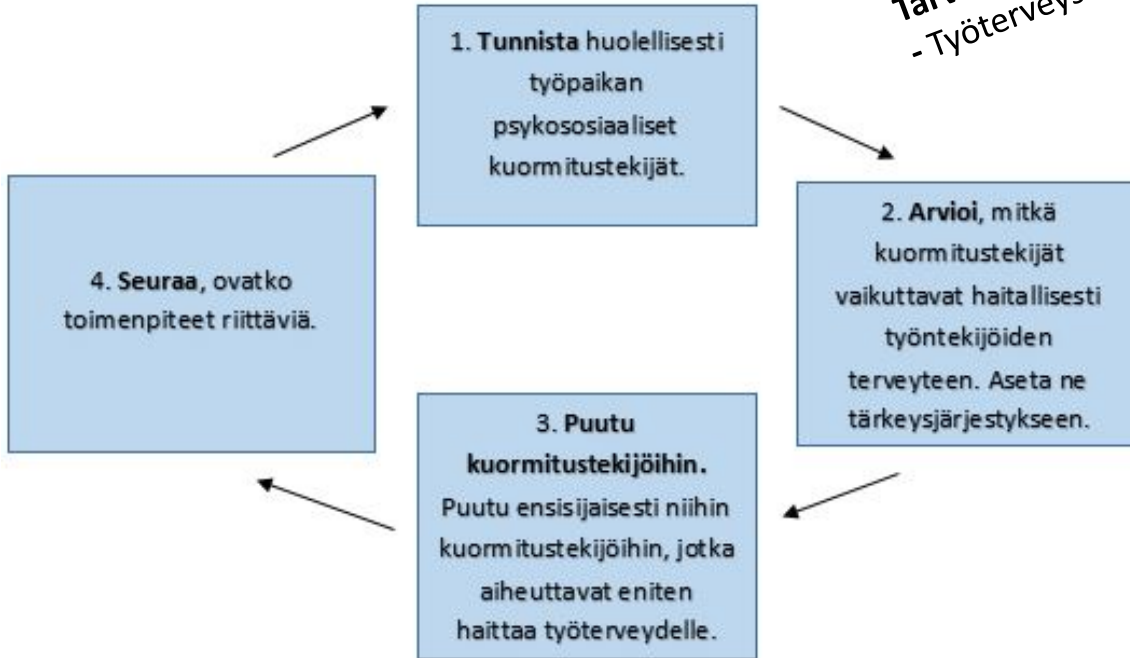 - Työterveys
1. Tunnista huolellisesti
työpaikan
psykososiaaliset
kuormitustekijät.
2. Arvioi, mitkä
kuormitustekijät
vaikuttavat haitallisesti
työntekijöiden
terveyteen. Aseta ne
tärkeysjärjestykseen.
3. Puutu
kuormitustekijöihin.
Puutu ensisijaisesti niihin
kuormitustekijöihin, jotka
aiheuttavat eniten
haittaa työterveydelle.
4. Seuraa, ovatko
toimenpiteet riittäviä.